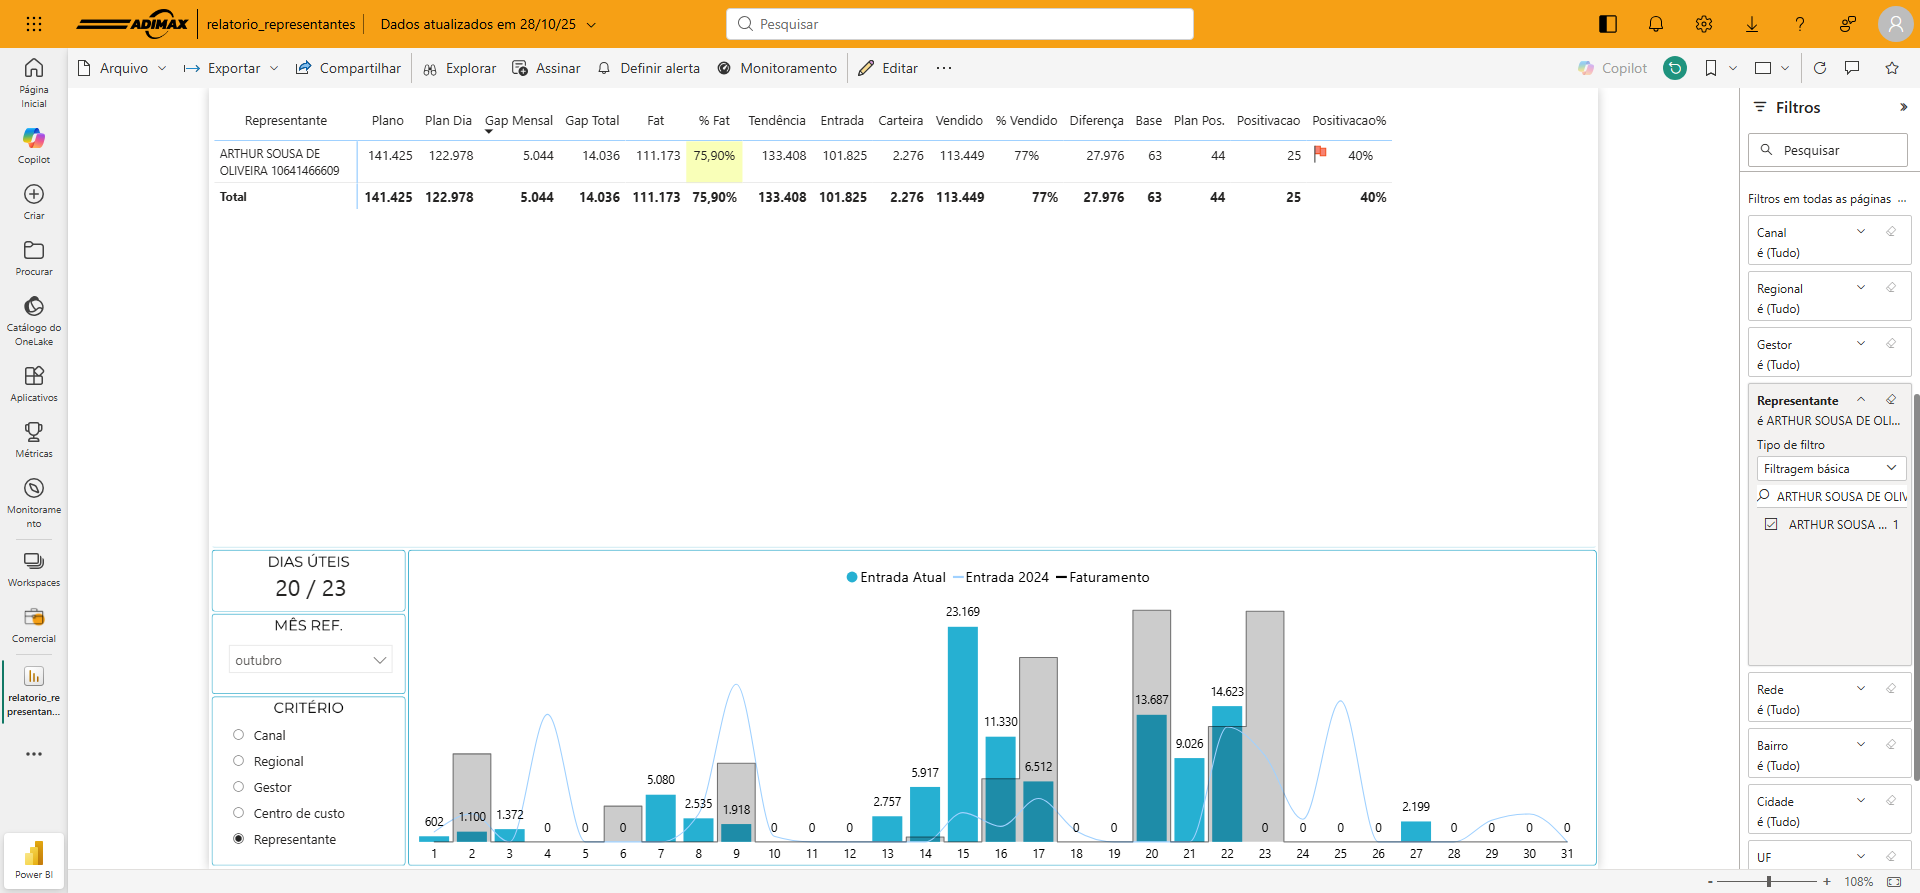 ADIMAX
relatorio_representantes
Dados atualizados em 28/10/25
Pesquisar
Arquivo
Exportar
Compartilhar
Explorar
Assinar
Definir alerta
Monitoramento
Editar
...
Copilot
Página
Inicial
Copilot
Criar
Procurar
Catálogo do
OneLake
Aplicativos
Métricas
Monitorame
nto
Workspaces
Comercial
relatorio_re
presentan...
Power BI
Representante Plano Plan Dia Gap Mensal Gap Total Fat % Fat Tendência Entrada Carteira Vendido % Vendido Diferença Base Plan Pos. Positivacao Positivacao%
ARTHUR SOUSA DE
OLIVEIRA 10641466609
141.425 122.978 5.044 14.036 111.173 75,90% 133.408 101.825 2.276 113.449 77% 27.976 63 44 25 40%
Total 141.425 122.978 5.044 14.036 111.173 75,90% 133.408 101.825 2.276 113.449 77% 27.976 63 44 25 40%
DIAS ÚTEIS
20 / 23
MÊS REF.
outubro
CRITÉRIO
Canal
Regional
Gestor
Centro de custo
Representante
Entrada Atual Entrada 2024 Faturamento
602 1.100 1.372 0 0 0 5.080 2.535 1.918 0 0 0 2.757 5.917 23.169 11.330 6.512 0 0 13.687 9.026 14.623 0 0 0 0 2.199 0 0 0 0
1 2 3 4 5 6 7 8 9 10 11 12 13 14 15 16 17 18 19 20 21 22 23 24 25 26 27 28 29 30 31
Filtros
Pesquisar
Filtros em todas as páginas ...
Canal
é (Tudo)
Regional
é (Tudo)
Gestor
é (Tudo)
Representante
é ARTHUR SOUSA DE OLI...
Tipo de filtro
Filtragem básica
ARTHUR SOUSA DE OLIV
ARTHUR SOUSA ... 1
Rede
é (Tudo)
Bairro
é (Tudo)
Cidade
é (Tudo)
UF
- + 108%